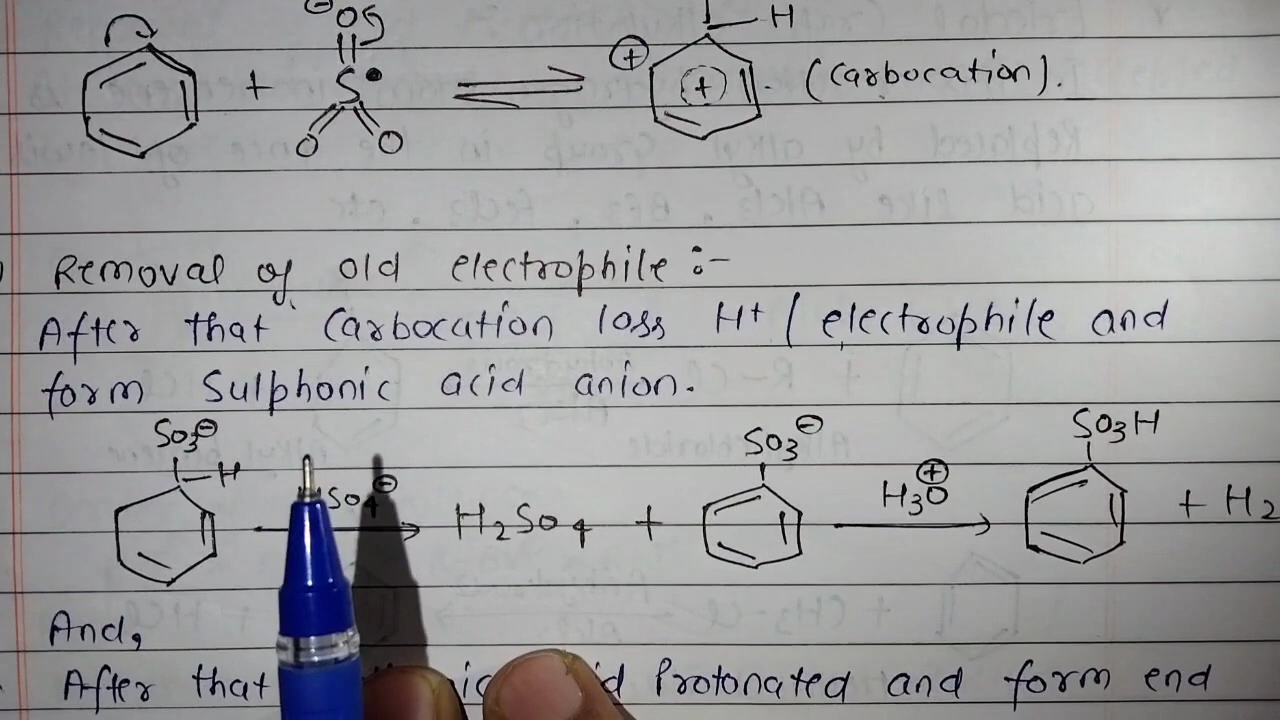 ⊖O
H
+ S ⇌ ⊕ (+) . (Carbocation).
O O
Removal of old electrophile :-
After that Carbocation loss H+ / electrophile and
form Sulphonic acid anion.
SO3⊖ SO3⊖ SO3H
H SO4⊖ H3O⊕
→ H2SO4 + → + H2
And,
After that Protonated and form end